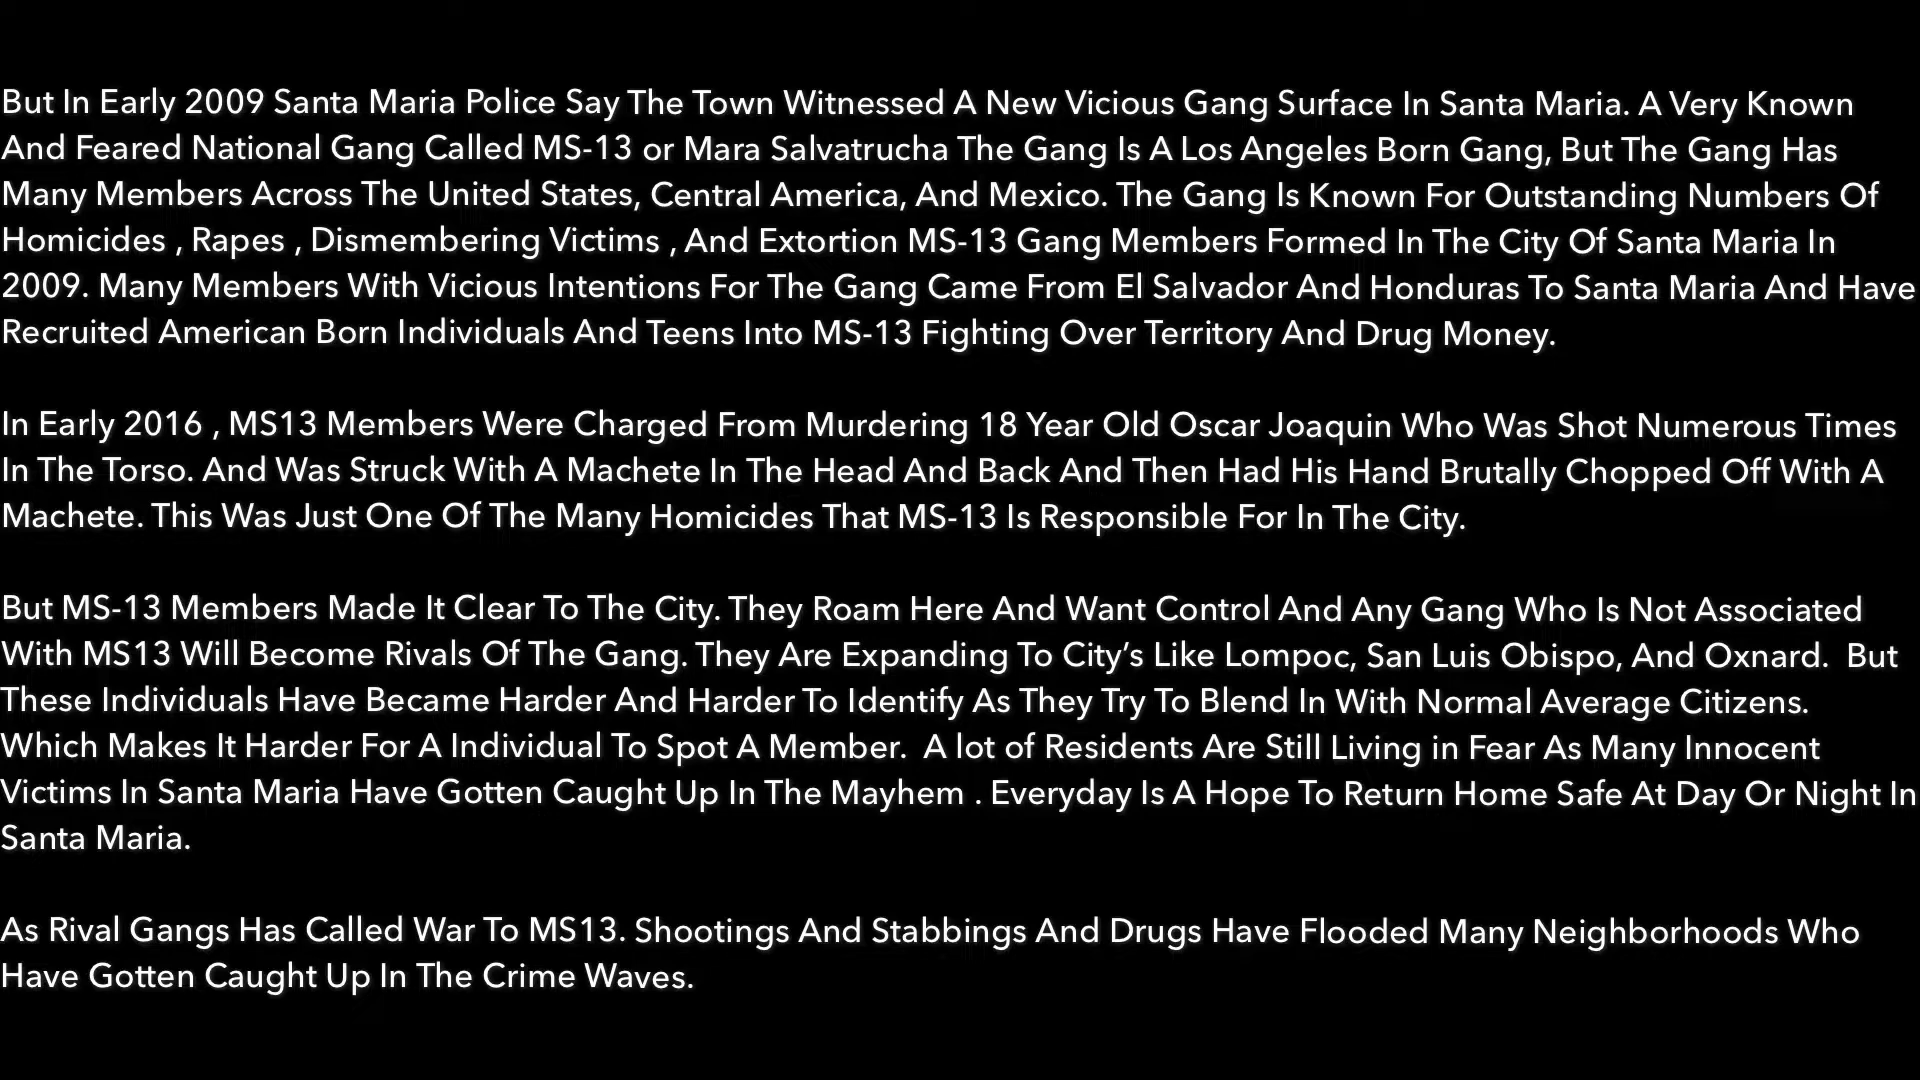 But In Early 2009 Santa Maria Police Say The Town Witnessed A New Vicious Gang Surface In Santa Maria. A Very Known
And Feared National Gang Called MS-13 or Mara Salvatrucha The Gang Is A Los Angeles Born Gang, But The Gang Has
Many Members Across The United States, Central America, And Mexico. The Gang Is Known For Outstanding Numbers Of
Homicides , Rapes , Dismembering Victims , And Extortion MS-13 Gang Members Formed In The City Of Santa Maria In
2009. Many Members With Vicious Intentions For The Gang Came From El Salvador And Honduras To Santa Maria And Have
Recruited American Born Individuals And Teens Into MS-13 Fighting Over Territory And Drug Money.
In Early 2016 , MS13 Members Were Charged From Murdering 18 Year Old Oscar Joaquin Who Was Shot Numerous Times
In The Torso. And Was Struck With A Machete In The Head And Back And Then Had His Hand Brutally Chopped Off With A
Machete. This Was Just One Of The Many Homicides That MS-13 Is Responsible For In The City.
But MS-13 Members Made It Clear To The City. They Roam Here And Want Control And Any Gang Who Is Not Associated
With MS13 Will Become Rivals Of The Gang. They Are Expanding To City’s Like Lompoc, San Luis Obispo, And Oxnard.  But
These Individuals Have Became Harder And Harder To Identify As They Try To Blend In With Normal Average Citizens.
Which Makes It Harder For A Individual To Spot A Member.  A lot of Residents Are Still Living in Fear As Many Innocent
Victims In Santa Maria Have Gotten Caught Up In The Mayhem . Everyday Is A Hope To Return Home Safe At Day Or Night In
Santa Maria.
As Rival Gangs Has Called War To MS13. Shootings And Stabbings And Drugs Have Flooded Many Neighborhoods Who
Have Gotten Caught Up In The Crime Waves.